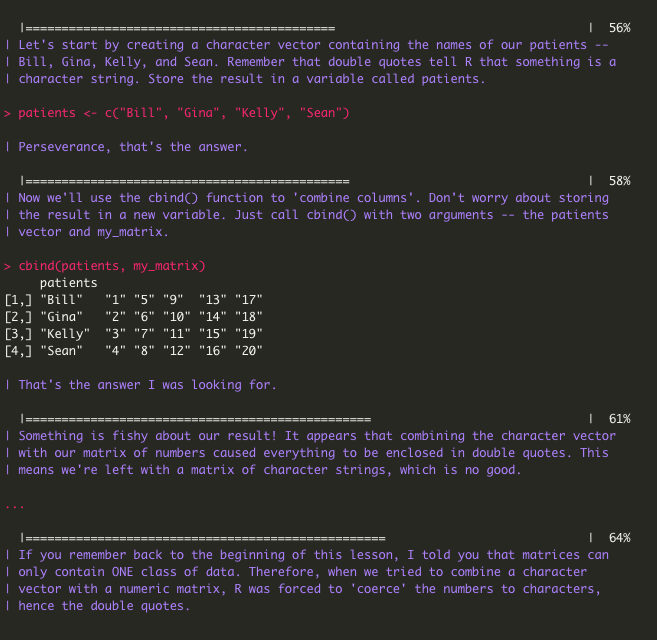 |===========================================                                   |  56%
| Let's start by creating a character vector containing the names of our patients --
| Bill, Gina, Kelly, and Sean. Remember that double quotes tell R that something is a
| character string. Store the result in a variable called patients.
> patients <- c("Bill", "Gina", "Kelly", "Sean")
| Perseverance, that's the answer.
  |=============================================                                 |  58%
| Now we'll use the cbind() function to 'combine columns'. Don't worry about storing
| the result in a new variable. Just call cbind() with two arguments -- the patients
| vector and my_matrix.
> cbind(patients, my_matrix)
     patients
[1,] "Bill"   "1" "5" "9"  "13" "17"
[2,] "Gina"   "2" "6" "10" "14" "18"
[3,] "Kelly"  "3" "7" "11" "15" "19"
[4,] "Sean"   "4" "8" "12" "16" "20"
| That's the answer I was looking for.
  |================================================                              |  61%
| Something is fishy about our result! It appears that combining the character vector
| with our matrix of numbers caused everything to be enclosed in double quotes. This
| means we're left with a matrix of character strings, which is no good.
...
  |==================================================                            |  64%
| If you remember back to the beginning of this lesson, I told you that matrices can
| only contain ONE class of data. Therefore, when we tried to combine a character
| vector with a numeric matrix, R was forced to 'coerce' the numbers to characters,
| hence the double quotes.